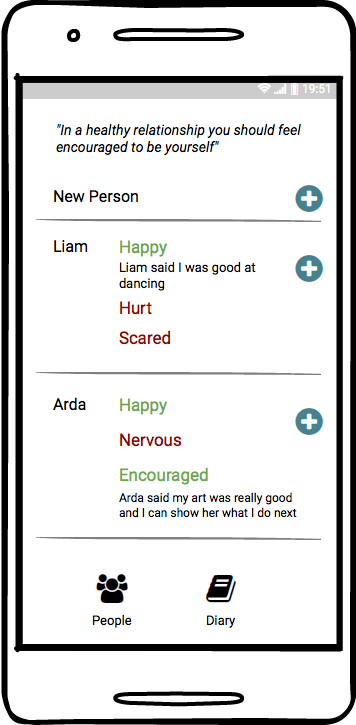 19:51
"In a healthy relationship you should feel
encouraged to be yourself"
New Person
Liam
Happy
Liam said I was good at
dancing
Hurt
Scared
Arda
Happy
Nervous
Encouraged
Arda said my art was really good
and I can show her what I do next
People
Diary